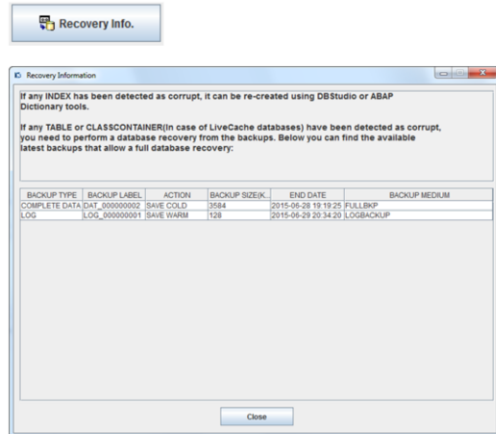 Recovery Info.
Recovery Information
If any INDEX has been detected as corrupt, it can be re-created using DBStudio or ABAP
Dictionary tools.
If any TABLE or CLASSCONTAINER(In case of LiveCache databases) have been detected as corrupt,
you need to perform a database recovery from the backups. Below you can find the available
latest backups that allow a full database recovery:
BACKUP TYPE BACKUP LABEL ACTION BACKUP SIZE(K... END DATE BACKUP MEDIUM
COMPLETE DATA DAT_000000002 SAVE COLD 3584 2015-06-28 19:19:25 FULLBKP
LOG LOG_000000001 SAVE WARM 128 2015-06-29 20:34:20 LOGBACKUP
Close